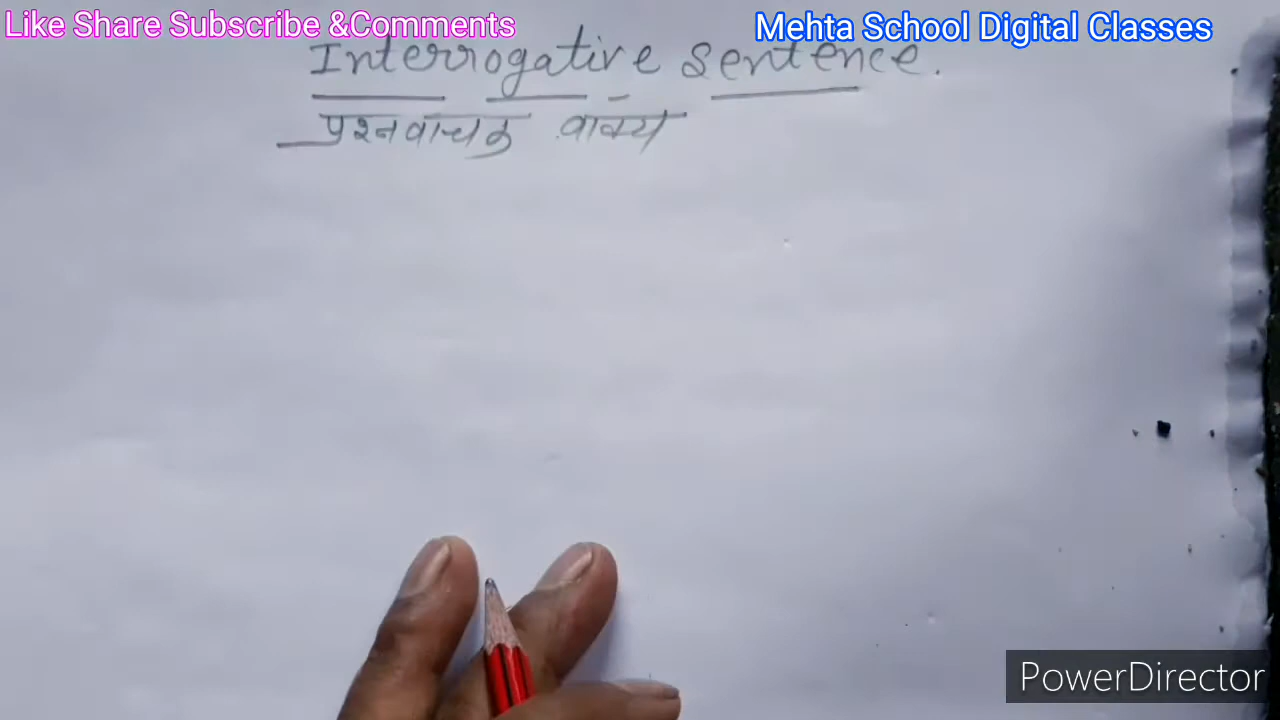 Like Share Subscribe &Comments
Mehta School Digital Classes
Interrogative Sentence.
प्रश्नवाचक वाक्य
PowerDirector